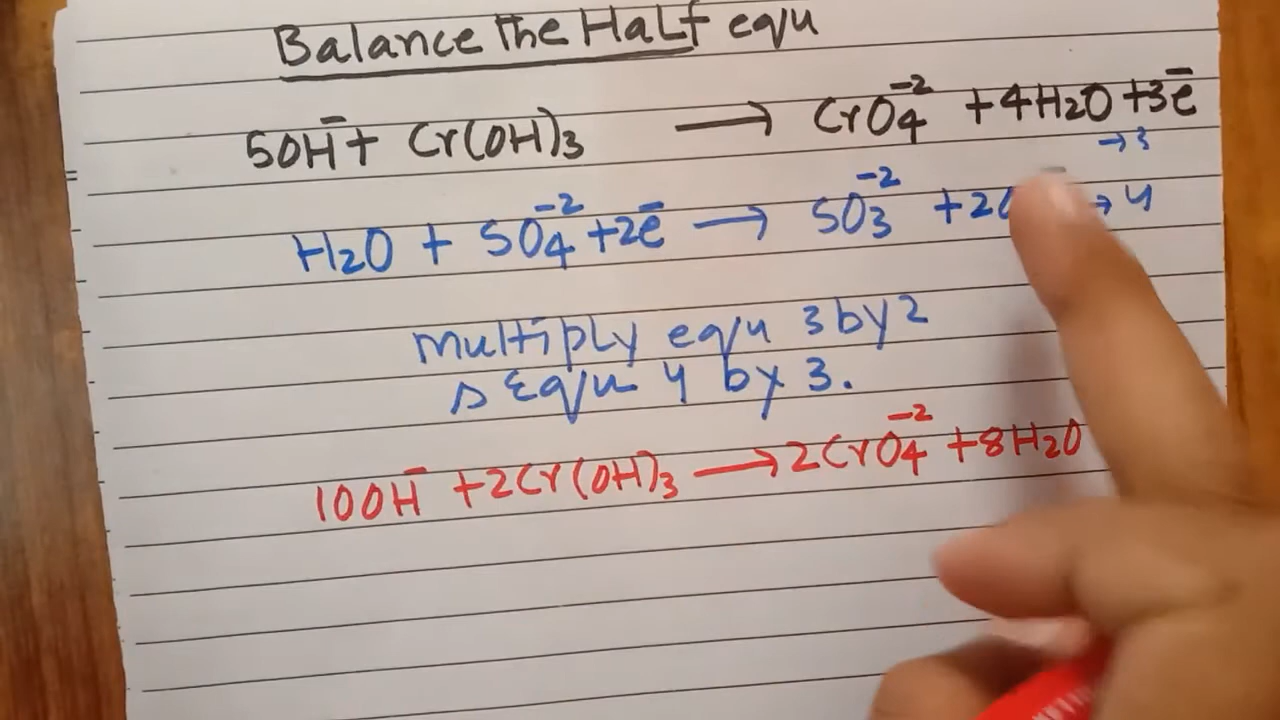 Balance the Half equ
5OH⁻ + Cr(OH)₃ → CrO₄⁻² + 4H₂O + 3e⁻
→ 3
H₂O + SO₄⁻² + 2e⁻ → SO₃⁻² + 2 → 4
multiply equ 3 by 2
equ 4 by 3.
10OH⁻ + 2Cr(OH)₃ → 2CrO₄⁻² + 8H₂O